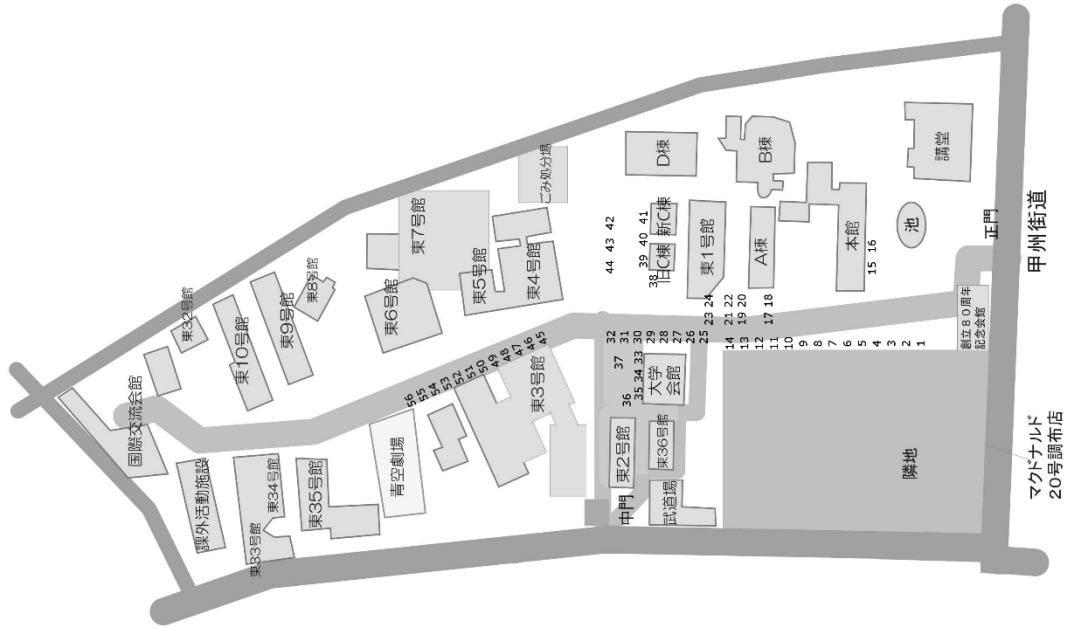 国際交流会館
課外活動施設
東33号館
東34号館
東35号館
青空劇場
東32号館
東10号館
東9号館
東8号館
東7号館
東6号館
東5号館
東4号館
ごみ処分場
東3号館
56
55
54
53
52
51
50
49
48
47
46
45
44 43 42
D棟
旧C棟
新C棟
38
39 40 41
東1号館
A棟
B棟
本館
講堂
池
正門
甲州街道
中門
東2号館
東36号館
武道場
大学
会館
36
37
35 34 33
32
31
30
29
28
27
26
25
23 24
21 22
19 20
17 18
15 16
14
13
12
11
10
9
8
7
6
5
4
3
2
1
創立80周年
記念会館
隣地
マクドナルド
20号調布店